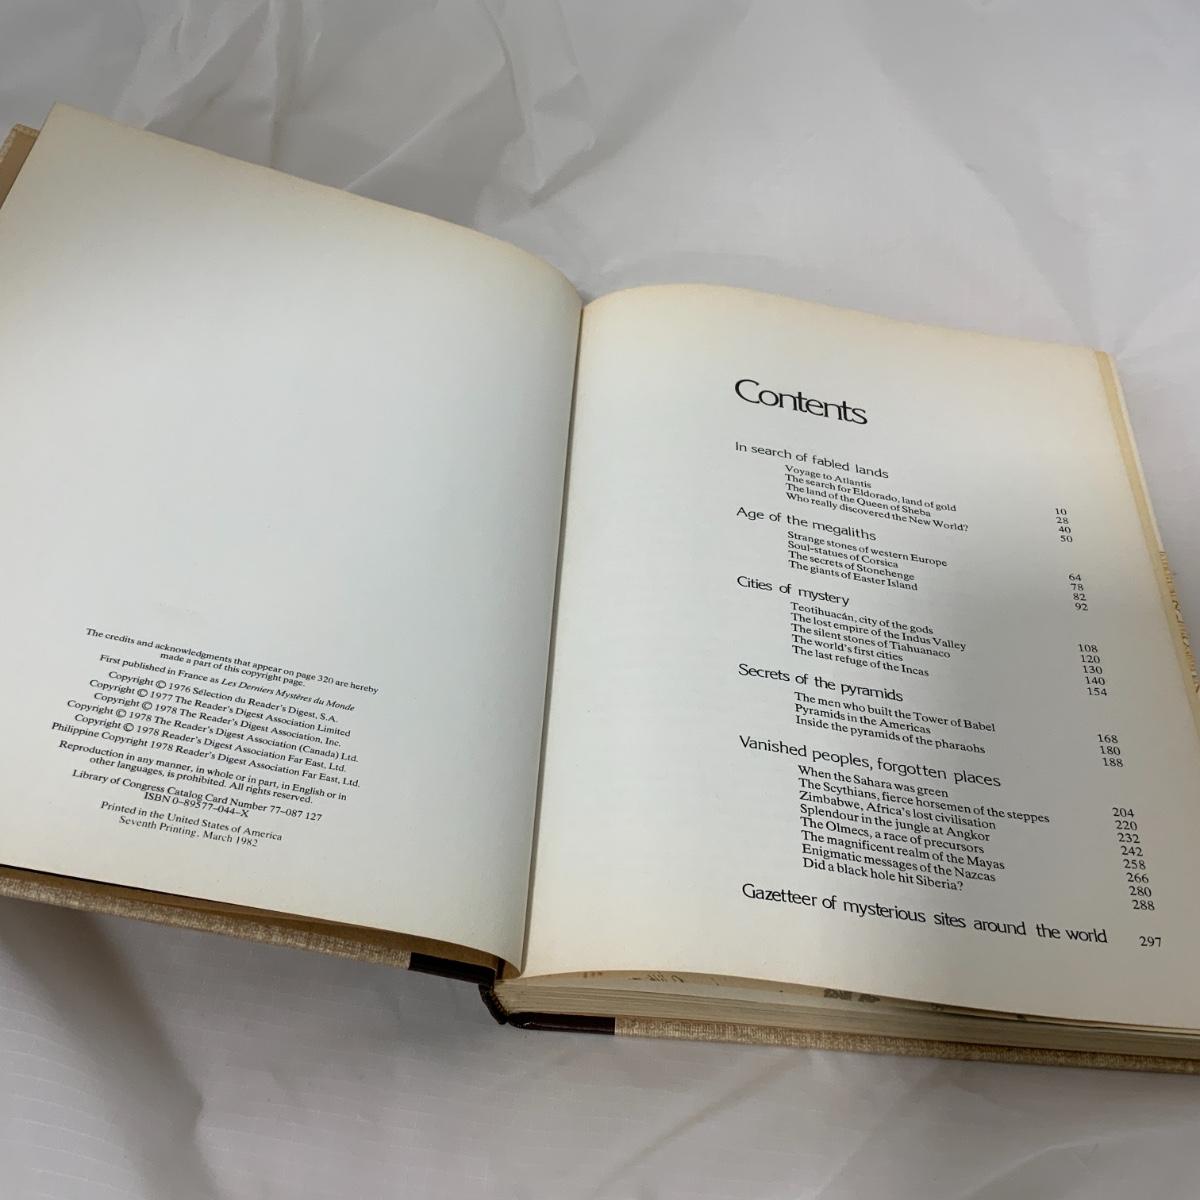 The credits and acknowledgments that appear on page 320 are hereby
made a part of this copyright page.
First published in France as Les Derniers Mystères du Monde
Copyright © 1976 Sélection du Reader's Digest, S.A.
Copyright © 1977 The Reader's Digest Association Limited
Copyright © 1978 The Reader's Digest Association, Inc.
Copyright © 1978 The Reader's Digest Association (Canada) Ltd.
Copyright © 1978 Reader's Digest Association Far East, Ltd.
Philippine Copyright 1978 Reader's Digest Association Far East, Ltd.
Reproduction in any manner, in whole or in part, in English or in
other languages, is prohibited. All rights reserved.
Library of Congress Catalog Card Number 77-087 127
ISBN 0-89577-044-X
Printed in the United States of America
Seventh Printing, March 1982
Contents
In search of fabled lands
Voyage to Atlantis 10
The search for Eldorado, land of gold 28
The land of the Queen of Sheba 40
Who really discovered the New World? 50
Age of the megaliths
Strange stones of western Europe 64
Soul-statues of Corsica 78
The secrets of Stonehenge 82
The giants of Easter Island 92
Cities of mystery
Teotihuacán, city of the gods 108
The lost empire of the Indus Valley 120
The silent stones of Tiahuanaco 130
The world's first cities 140
The last refuge of the Incas 154
Secrets of the pyramids
The men who built the Tower of Babel 168
Pyramids in the Americas 180
Inside the pyramids of the pharaohs 188
Vanished peoples, forgotten places
When the Sahara was green 204
The Scythians, fierce horsemen of the steppes 220
Zimbabwe, Africa's lost civilisation 232
Splendour in the jungle at Angkor 242
The Olmecs, a race of precursors 258
The magnificent realm of the Mayas 266
Enigmatic messages of the Nazcas 280
Did a black hole hit Siberia? 288
Gazetteer of mysterious sites around the world 297